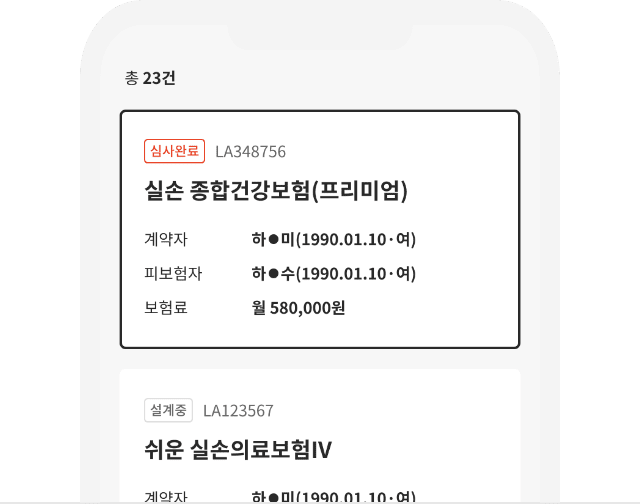 총 23건
심사완료 LA348756
실손 종합건강보험(프리미엄)
계약자 하●미(1990.01.10·여)
피보험자 하●수(1990.01.10·여)
보험료 월 580,000원
설계중 LA123567
쉬운 실손의료보험IV
계약자 하●미(1990.01.10·여)